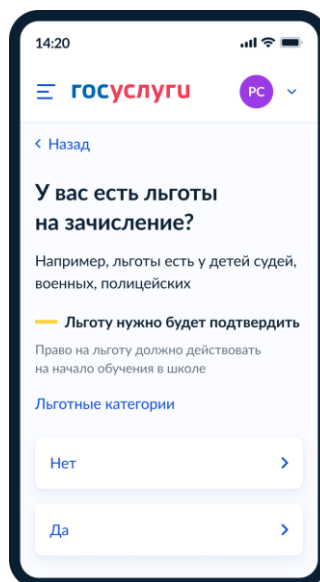 14:20
госуслуги
РС
Назад
У вас есть льготы
на зачисление?
Например, льготы есть у детей судей,
военных, полицейских
Льготу нужно будет подтвердить
Право на льготу должно действовать
на начало обучения в школе
Льготные категории
Нет
Да